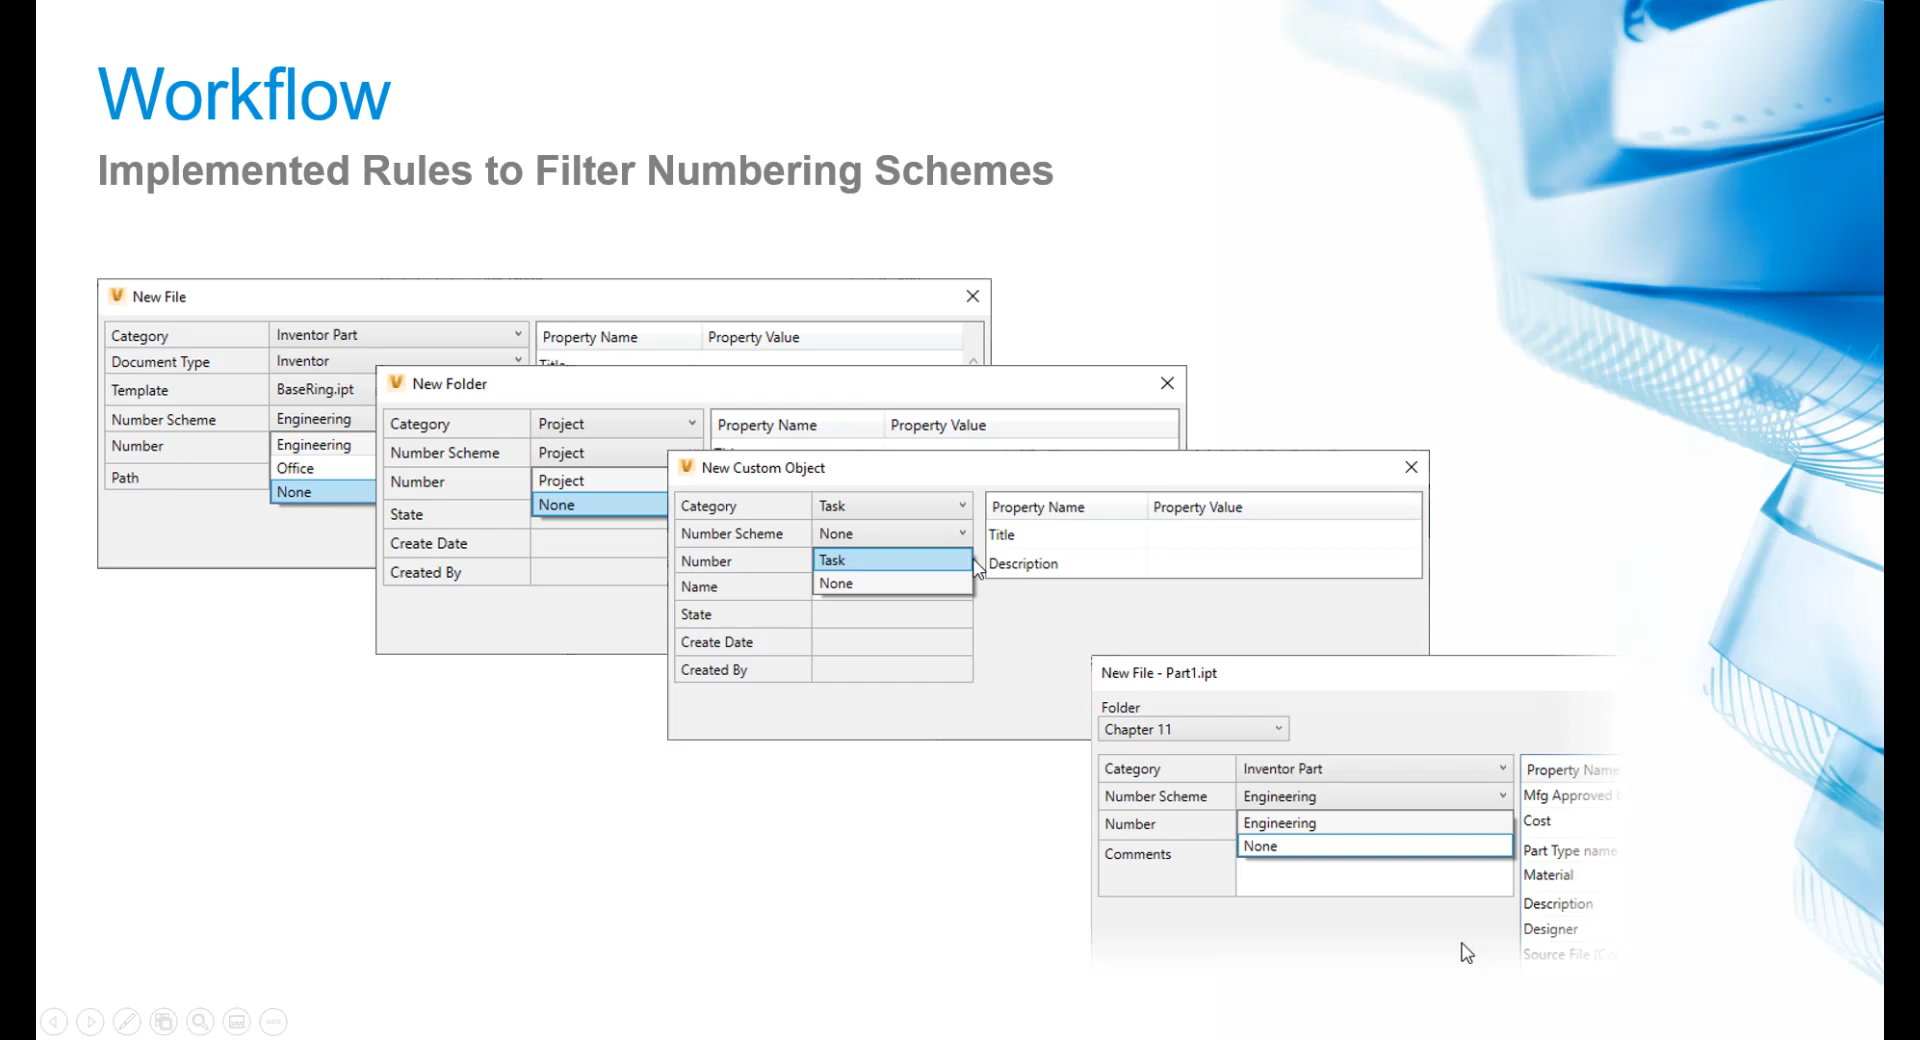 Workflow
Implemented Rules to Filter Numbering Schemes
New File
Category Inventor Part
Document Type Inventor
Template BaseRing.ipt
Number Scheme Engineering
Number
Engineering
Office
None
Path
Property Name Property Value
Title
New Folder
Category Project
Number Scheme Project
Number
Project
None
State
Create Date
Created By
Property Name Property Value
New Custom Object
Category Task
Number Scheme None
Number
Task
None
Name
State
Create Date
Created By
Property Name Property Value
Title
Description
New File - Part1.ipt
Folder
Chapter 11
Category Inventor Part
Number Scheme Engineering
Number
Engineering
None
Comments
Property Name
Mfg Approved
Cost
Part Type name
Material
Description
Designer
Source File